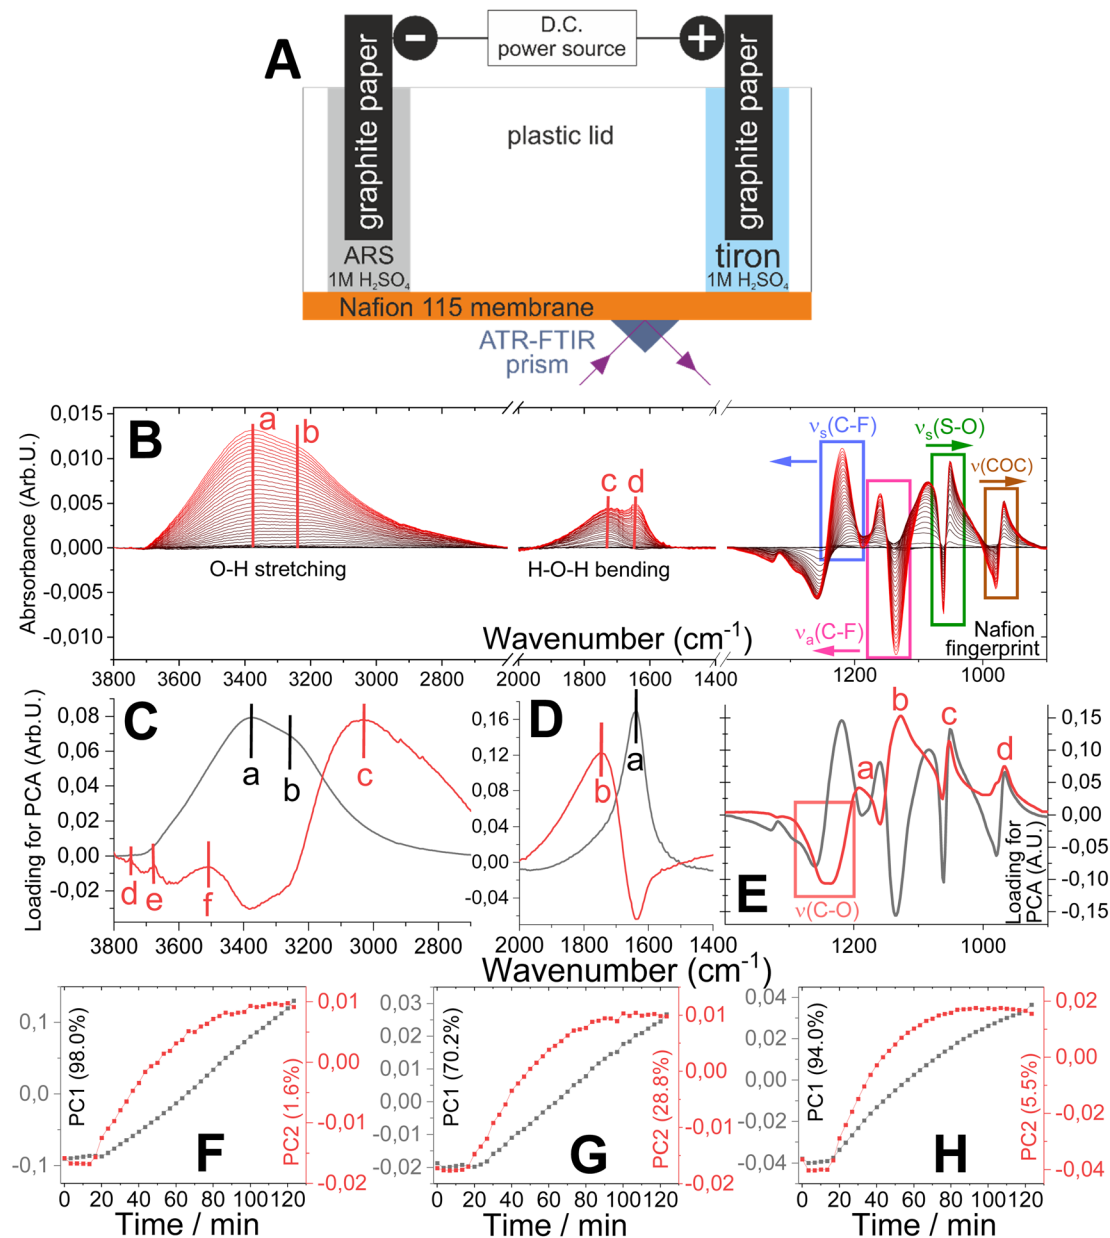 A
D.C.
power source
−
+
graphite paper
graphite paper
plastic lid
ARS
1M H₂SO₄
tiron
1M H₂SO₄
Nafion 115 membrane
ATR-FTIR
prism
B
Abrsorbance (Arb.U.)
0,015
0,010
0,005
0,000
-0,005
-0,010
a
b
c
d
O-H stretching
H-O-H bending
νs(C-F)
νs(S-O)
ν(COC)
νa(C-F)
Nafion
fingerprint
Wavenumber (cm⁻¹)
3800 3600 3400 3200 3000 2800 2600
2000 1800 1600 1400
1200 1000
C
Loading for PCA (Arb.U.)
0,08
0,06
0,04
0,02
0,00
-0,02
a
b
c
d
e
f
3800 3600 3400 3200 3000
D
0,16
0,12
0,08
0,04
0,00
-0,04
a
b
2000 1800 1600 1400
E
a
b
c
d
ν(C-O)
0,15
0,10
0,05
0,00
-0,05
-0,10
-0,15
Loading for
PCA (A.U.)
1200 1000
Wavenumber (cm⁻¹)
F
PC1 (98.0%)
0,1
0,0
-0,1
PC2 (1.6%)
0,01
0,00
-0,01
-0,02
0 20 40 60 80 100 120
Time / min
G
PC1 (70.2%)
0,03
0,02
0,01
0,00
-0,01
-0,02
PC2 (28.8%)
0,01
0,00
-0,01
-0,02
0 20 40 60 80 100 120
Time / min
H
PC1 (94.0%)
0,04
0,02
0,00
-0,02
-0,04
PC2 (5.5%)
0,02
0,00
-0,02
-0,04
0 20 40 60 80 100 120
Time / min